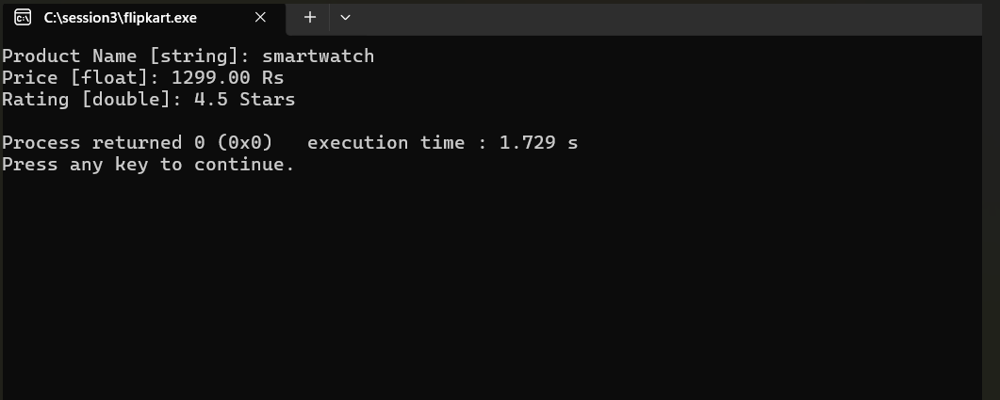 C:\session3\flipkart.exe
Product Name [string]: smartwatch
Price [float]: 1299.00 Rs
Rating [double]: 4.5 Stars
Process returned 0 (0x0)   execution time : 1.729 s
Press any key to continue.